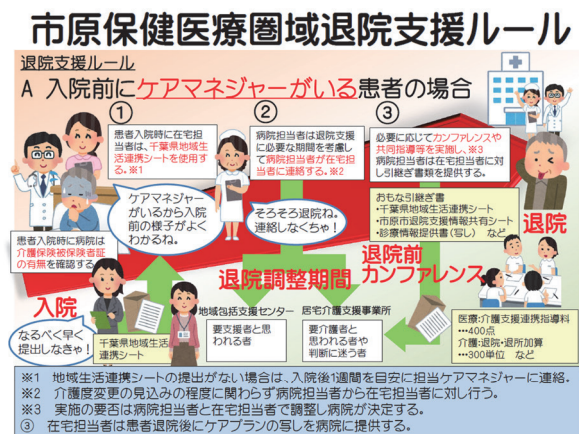 市原保健医療圏域退院支援ルール
退院支援ルール
A 入院前にケアマネジャーがいる患者の場合
①
患者入院時に在宅担
当者は、千葉県地域生
活連携シートを使用す
る。※1
②
病院担当者は退院支援
に必要な期間を考慮し
て病院担当者が在宅担
当者に連絡する。※2
③
必要に応じてカンファレンスや
共同指導等を実施し、※3
病院担当者は在宅担当者に対
し引継ぎ書類を提供する。
ケアマネジャー
がいるから入院
前の様子がよく
わかるね。
そろそろ退院ね。
連絡しなくちゃ!
おもな引継ぎ書
・千葉県地域生活連携シート
・市原市退院支援情報共有シート
・診療情報提供書(写し) など
退院
患者入院時に病院は
介護保険被保険者証
の有無を確認する。
入院
退院調整期間
退院前
カンファレンス
なるべく早く
提出しなきゃ!
千葉県地域生活
連携シート
地域包括支援センター
要支援者と思
われる者
居宅介護支援事業所
要介護者と
思われる者や
判断に迷う者
医療:介護支援連携指導料
・・・400点
介護:退院・退所加算
・・・300単位 など
※1 地域生活連携シートの提出がない場合は、入院後1週間を目安に担当ケアマネジャーに連絡。
※2 介護度変更の見込みの程度に関わらず病院担当者から在宅担当者に対し行う。
※3 実施の要否は病院担当者と在宅担当者で調整し病院が決定する。
③ 在宅担当者は患者退院後にケアプランの写しを病院に提供する。